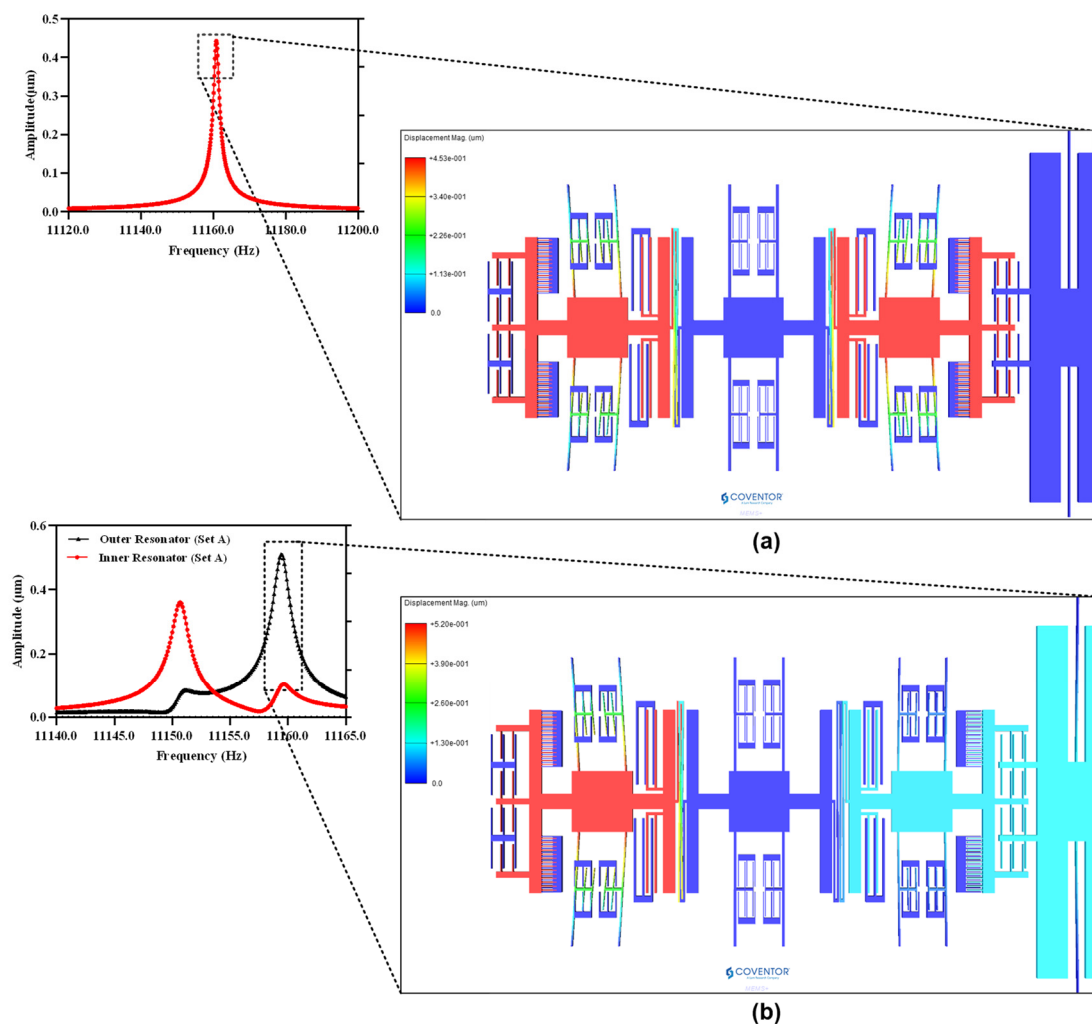 0.5
0.4
0.3
0.2
0.1
0.0
Amplitude(μm)
11120.0 11140.0 11160.0 11180.0 11200.0
Frequency (Hz)
Displacement Mag. (um)
+4.53e-001
+3.40e-001
+2.26e-001
+1.13e-001
0.0
COVENTOR
MEMS+
(a)
0.6
0.4
0.2
0.0
Amplitude (μm)
Outer Resonator (Set A)
Inner Resonator (Set A)
11140.0 11145.0 11150.0 11155.0 11160.0 11165.0
Frequency (Hz)
Displacement Mag. (um)
+5.20e-001
+3.90e-001
+2.60e-001
+1.30e-001
0.0
COVENTOR
MEMS+
(b)